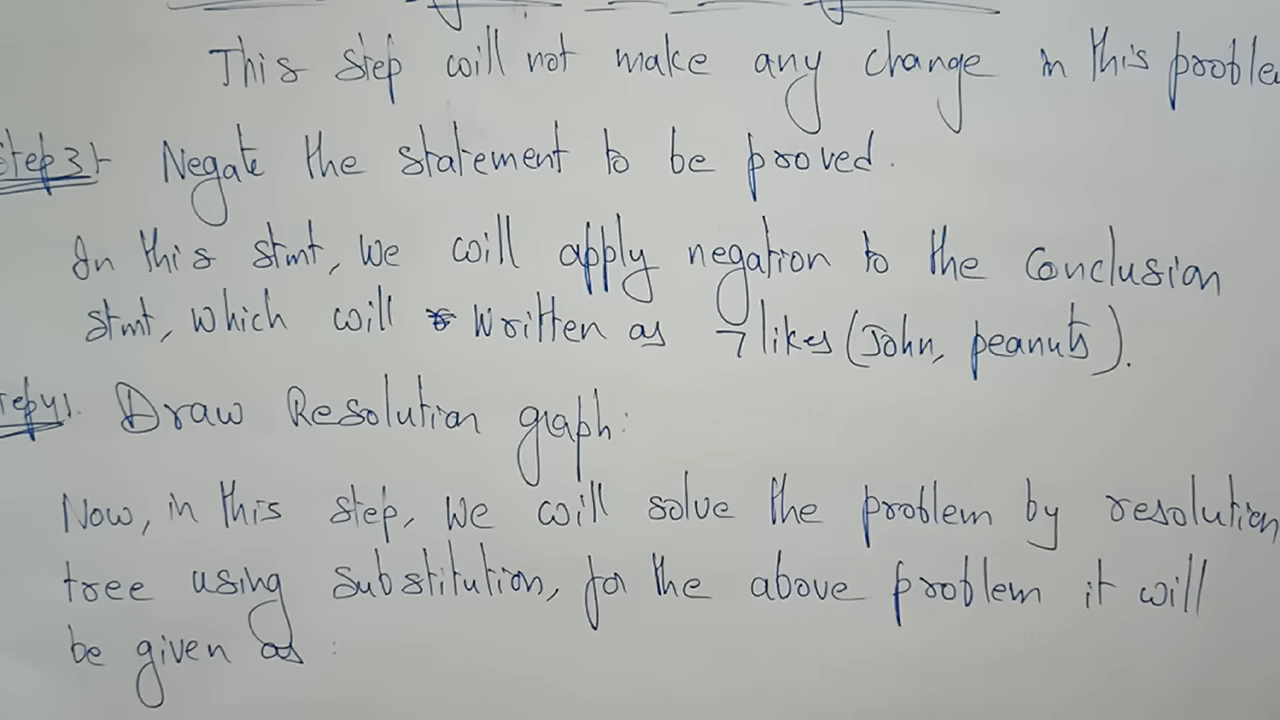 This step will not make any change in this proble
Step 3:- Negate the statement to be proved.
In this stmt, we will apply negation to the Conclusion
stmt, which will written as ¬likes (John, peanuts).
Step 4:. Draw Resolution graph:
Now, in this step, we will solve the problem by resolution
tree using substitution, for the above problem it will
be given as :